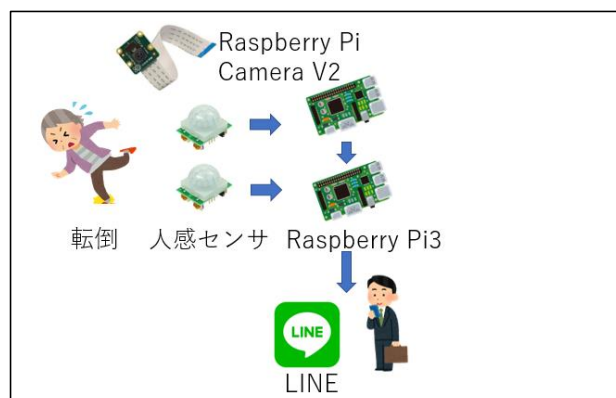 Raspberry Pi
Camera V2
転倒
人感センサ
Raspberry Pi3
LINE
LINE